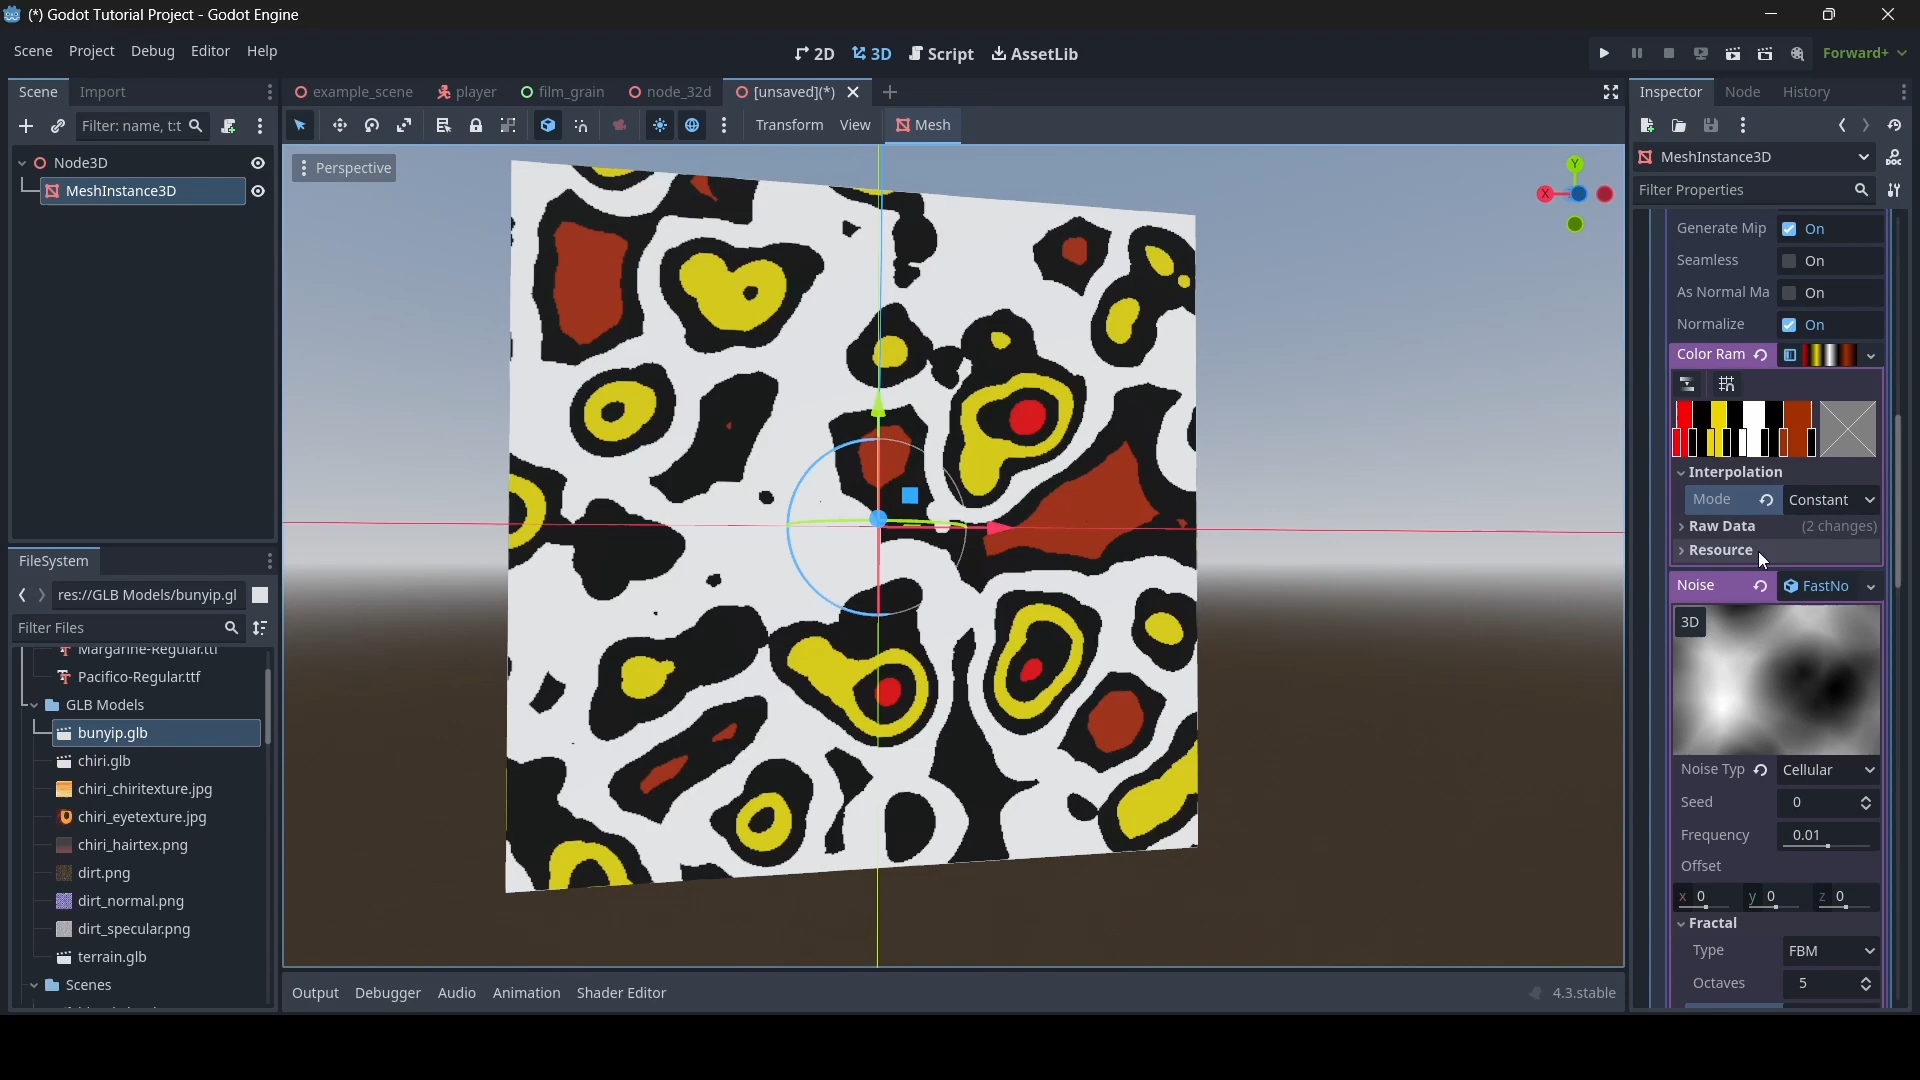 (*) Godot Tutorial Project - Godot Engine
Scene Project Debug Editor Help
2D 3D Script AssetLib
Forward+
Scene Import
example_scene player film_grain node_32d [unsaved](*)
Inspector Node History
Filter: name, t:t
Transform View Mesh
Node3D
MeshInstance3D
Perspective
Y
X
MeshInstance3D
Filter Properties
Generate Mip On
Seamless On
As Normal Ma On
Normalize On
Color Ram
Interpolation
Mode Constant
Raw Data (2 changes)
Resource
Noise FastNo
3D
Noise Typ Cellular
Seed 0
Frequency 0.01
Offset
x 0 y 0 z 0
Fractal
Type FBM
Octaves 5
FileSystem
res://GLB Models/bunyip.gl
Filter Files
Margarine-Regular.ttf
Pacifico-Regular.ttf
GLB Models
bunyip.glb
chiri.glb
chiri_chiritexture.jpg
chiri_eyetexture.jpg
chiri_hairtex.png
dirt.png
dirt_normal.png
dirt_specular.png
terrain.glb
Scenes
Output Debugger Audio Animation Shader Editor
4.3.stable